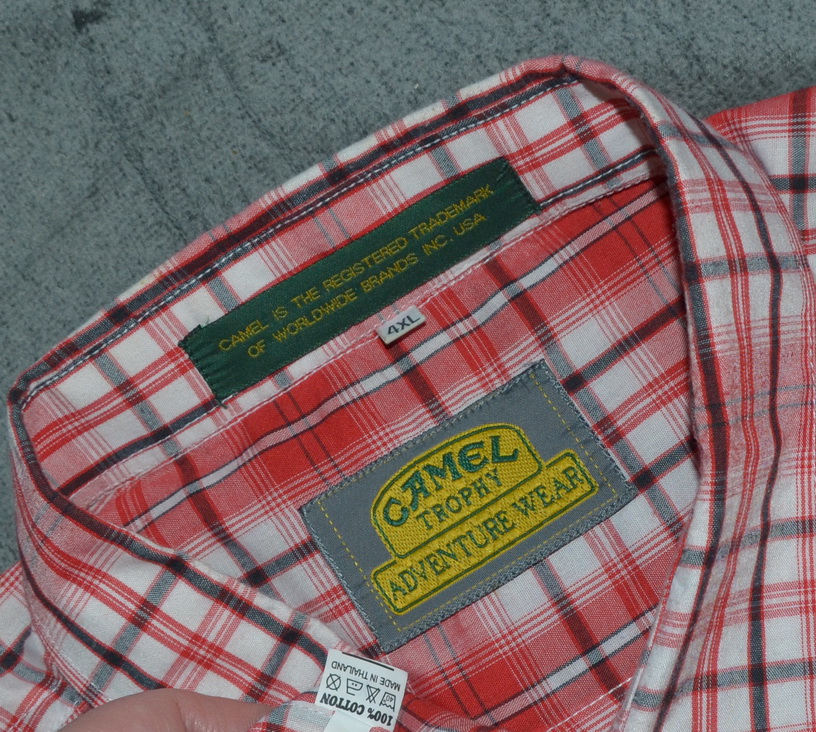 CAMEL IS THE REGISTERED TRADEMARK
OF WORLDWIDE BRANDS INC. USA
4XL
CAMEL
TROPHY
ADVENTURE WEAR
100% COTTON
MADE IN THAILAND